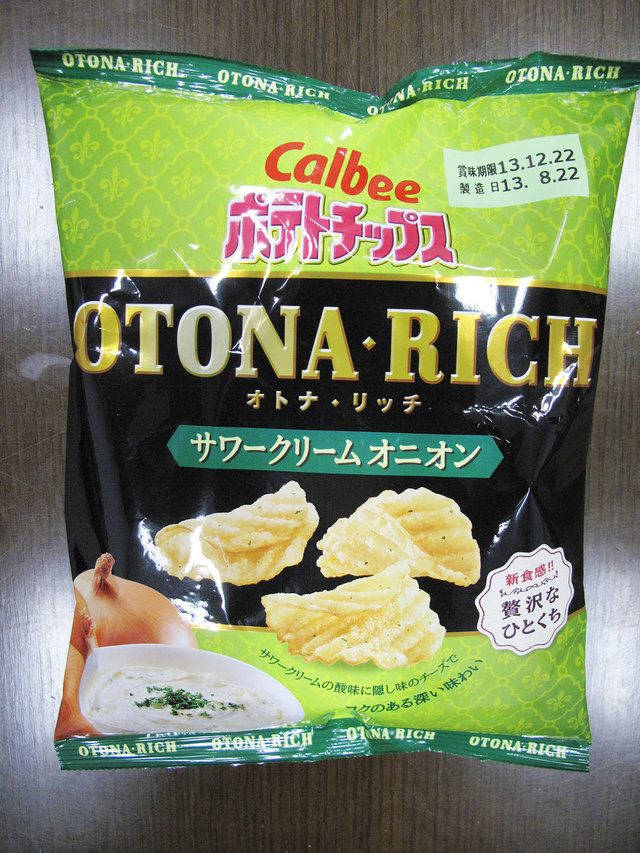 OTONA·RICH OTONA·RICH OTONA·RICH OTONA·RICH
Calbee
ポテトチップス
賞味期限13.12.22
製造日13. 8.22
OTONA·RICH
オトナ・リッチ
サワークリームオニオン
新食感!!
贅沢な
ひとくち
サワークリームの酸味に隠し味のチーズで
コクのある深い味わい
OTONA·RICH OTONA·RICH OTONA·RICH OTONA·RICH